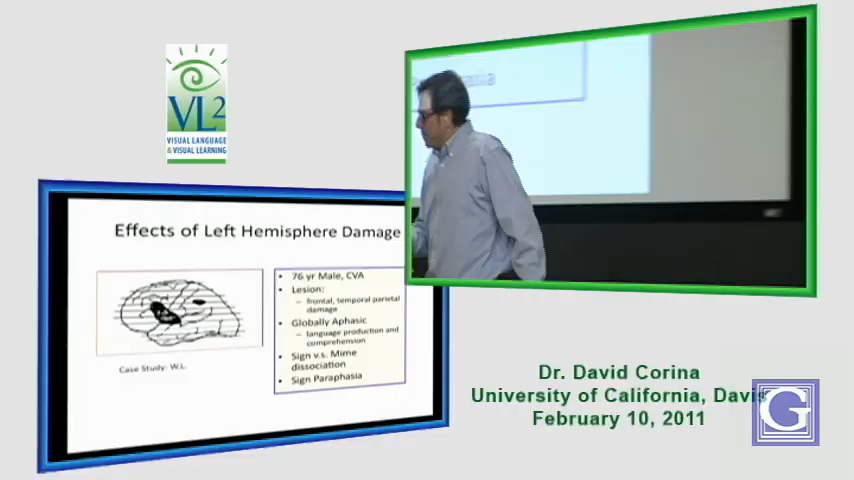 VL2
VISUAL LANGUAGE
& VISUAL LEARNING
Effects of Left Hemisphere Damage
• 76 yr Male, CVA
• Lesion:
– frontal, temporal parietal
damage
• Globally Aphasic
– language production and
comprehension
• Sign v.s. Mime
dissociation
• Sign Paraphasia
Case Study: W.L.
Dr. David Corina
University of California, Davis
February 10, 2011
G